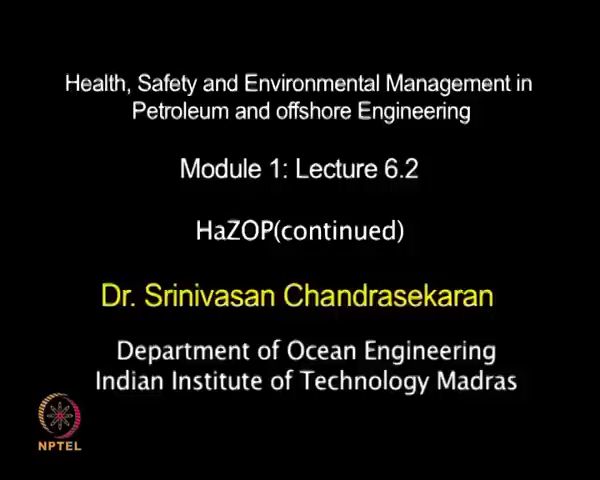 Health, Safety and Environmental Management in
Petroleum and offshore Engineering
Module 1: Lecture 6.2
HaZOP(continued)
Dr. Srinivasan Chandrasekaran
Department of Ocean Engineering
Indian Institute of Technology Madras
NPTEL